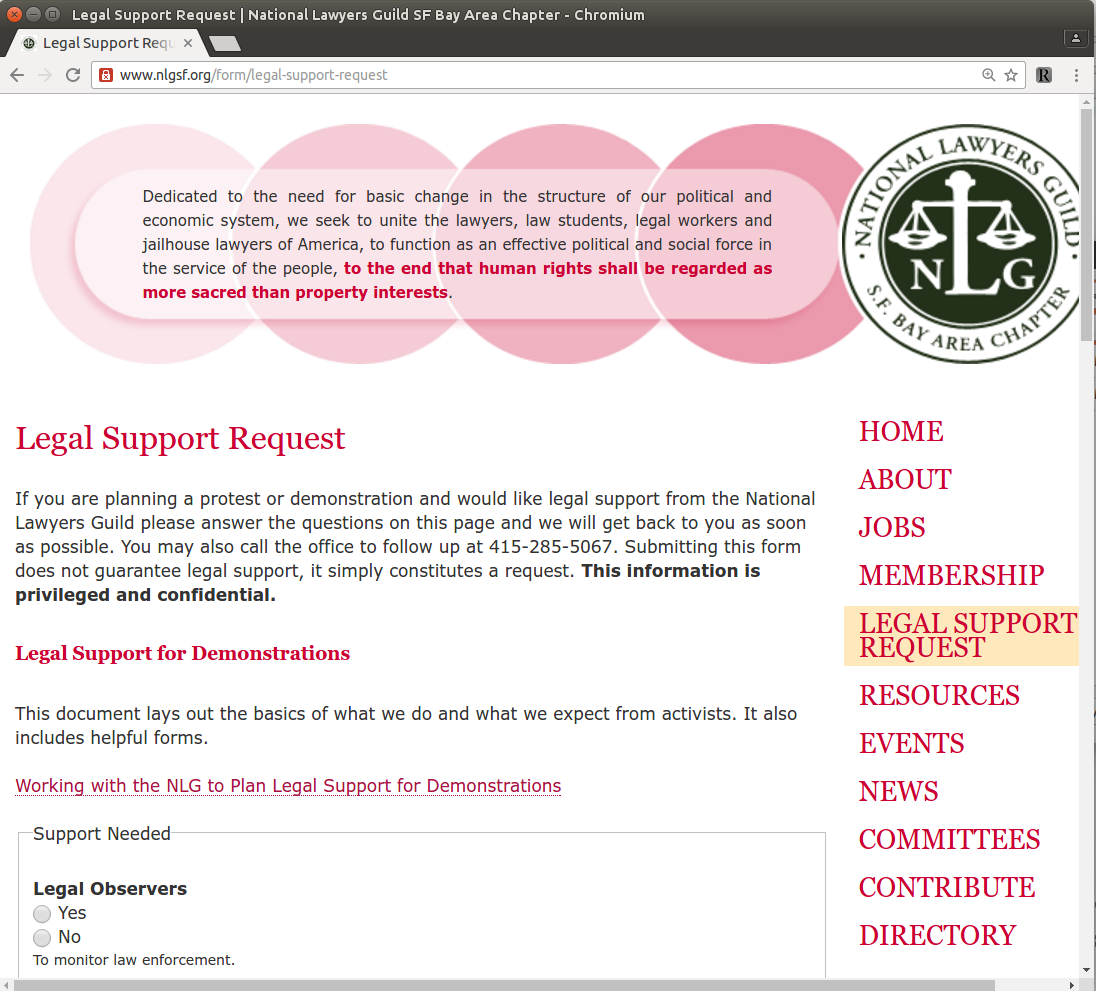 Legal Support Request | National Lawyers Guild SF Bay Area Chapter - Chromium
Legal Support Requ
www.nlgsf.org/form/legal-support-request
R
Dedicated to the need for basic change in the structure of our political and
economic system, we seek to unite the lawyers, law students, legal workers and
jailhouse lawyers of America, to function as an effective political and social force in
the service of the people, to the end that human rights shall be regarded as
more sacred than property interests.
· NATIONAL LAWYERS GUILD ·
NLG
S.F. BAY AREA CHAPTER
Legal Support Request
If you are planning a protest or demonstration and would like legal support from the National
Lawyers Guild please answer the questions on this page and we will get back to you as soon
as possible. You may also call the office to follow up at 415-285-5067. Submitting this form
does not guarantee legal support, it simply constitutes a request. This information is
privileged and confidential.
Legal Support for Demonstrations
This document lays out the basics of what we do and what we expect from activists. It also
includes helpful forms.
Working with the NLG to Plan Legal Support for Demonstrations
Support Needed
Legal Observers
Yes
No
To monitor law enforcement.
HOME
ABOUT
JOBS
MEMBERSHIP
LEGAL SUPPORT
REQUEST
RESOURCES
EVENTS
NEWS
COMMITTEES
CONTRIBUTE
DIRECTORY